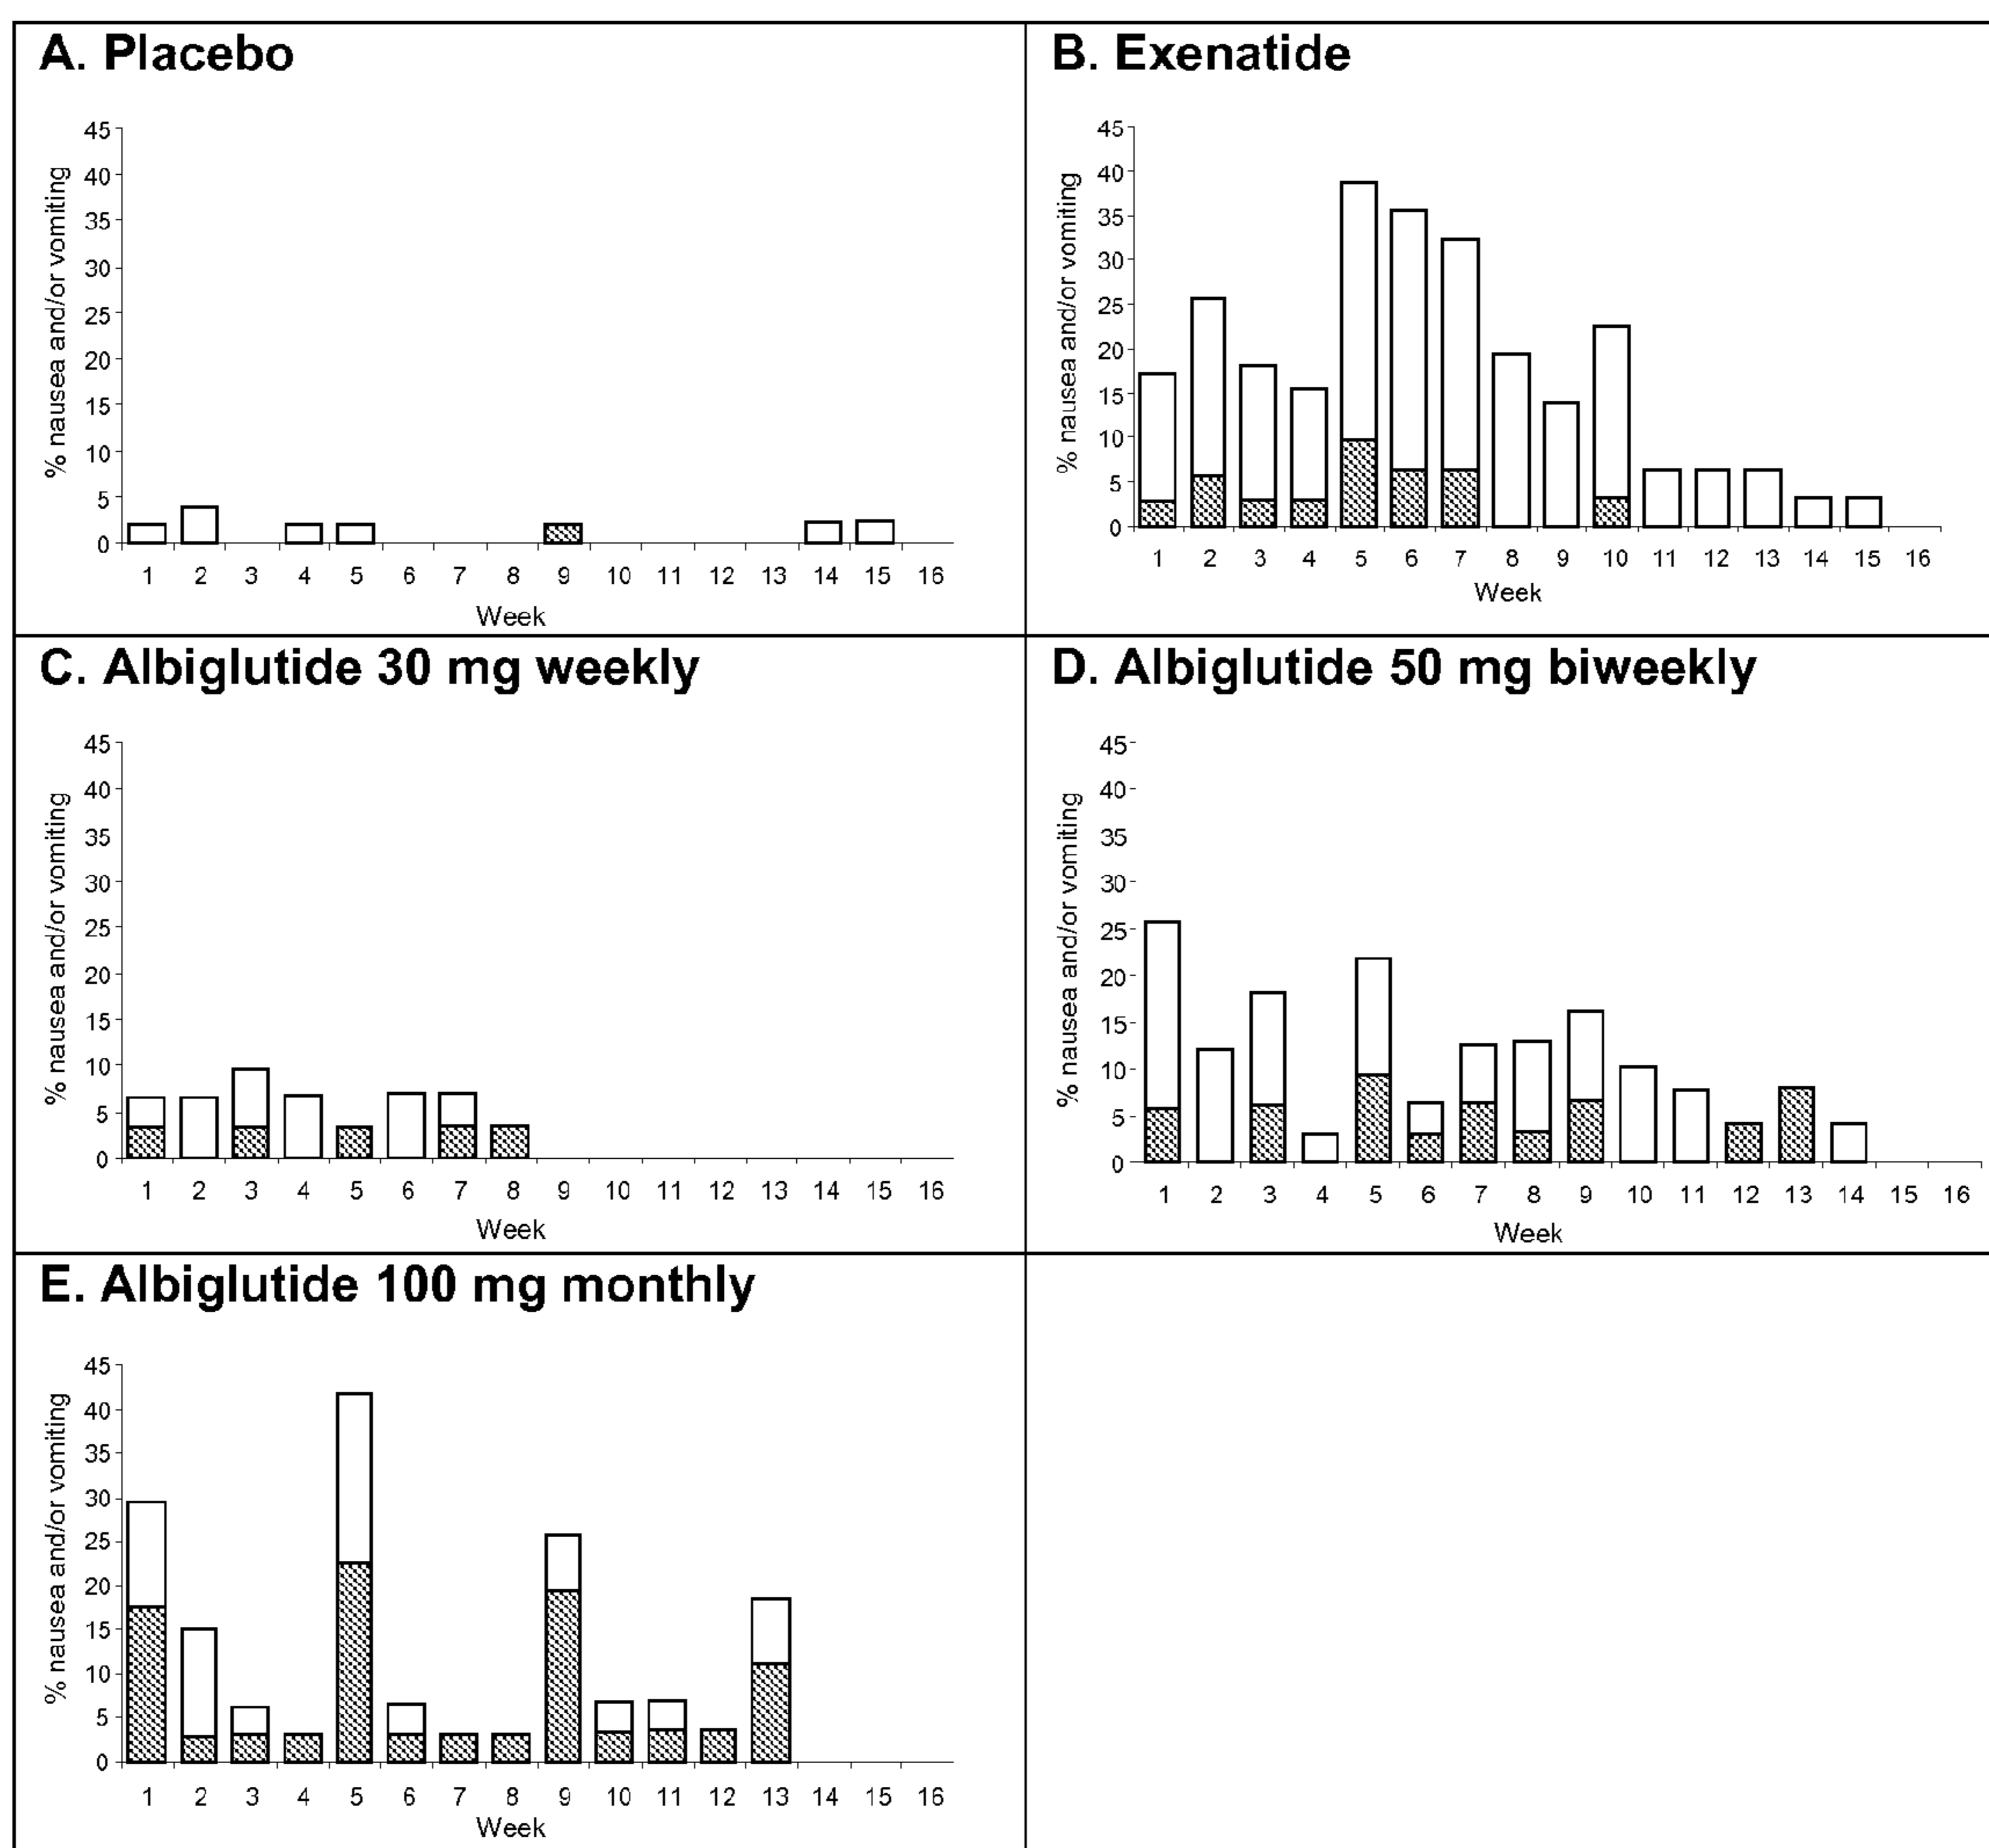 A. Placebo
% nausea and/or vomiting
45
40
35
30
25
20
15
10
5
0
1 2 3 4 5 6 7 8 9 10 11 12 13 14 15 16
Week
B. Exenatide
% nausea and/or vomiting
45
40
35
30
25
20
15
10
5
0
1 2 3 4 5 6 7 8 9 10 11 12 13 14 15 16
Week
C. Albiglutide 30 mg weekly
% nausea and/or vomiting
45
40
35
30
25
20
15
10
5
0
1 2 3 4 5 6 7 8 9 10 11 12 13 14 15 16
Week
D. Albiglutide 50 mg biweekly
% nausea and/or vomiting
45
40
35
30
25
20
15
10
5
0
1 2 3 4 5 6 7 8 9 10 11 12 13 14 15 16
Week
E. Albiglutide 100 mg monthly
% nausea and/or vomiting
45
40
35
30
25
20
15
10
5
0
1 2 3 4 5 6 7 8 9 10 11 12 13 14 15 16
Week